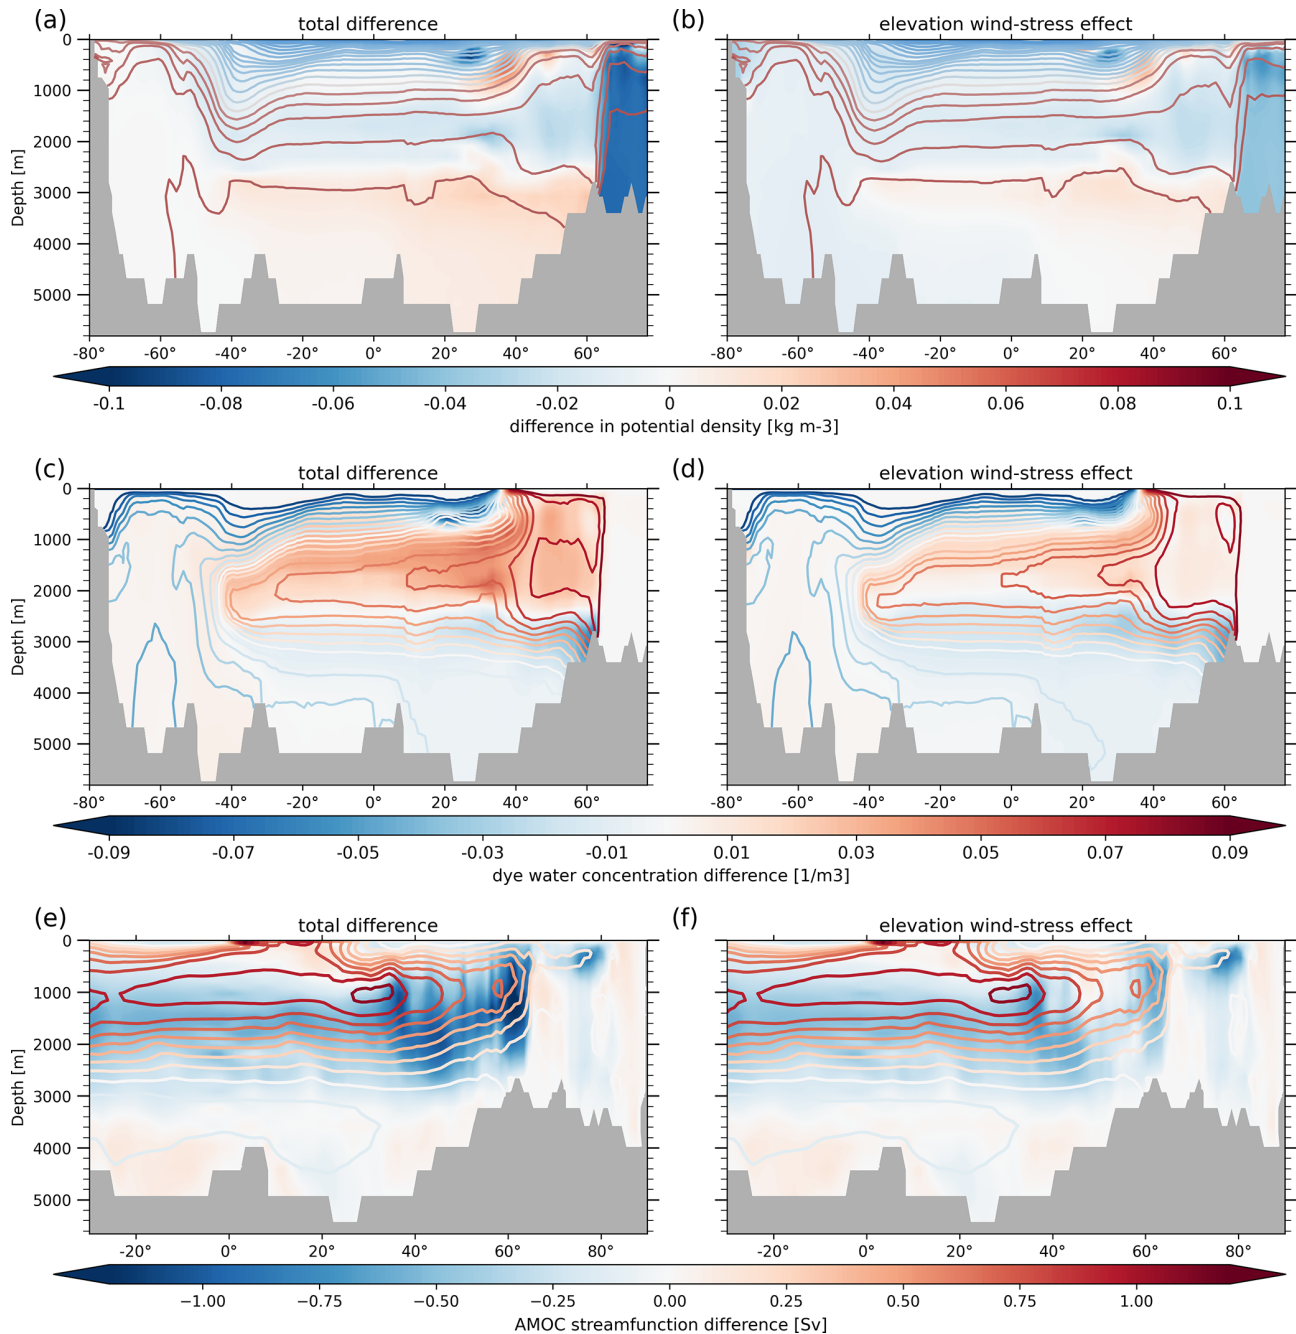 (a) total difference (b) elevation wind-stress effect
0
1000
2000
3000
4000
5000
Depth [m]
-80° -60° -40° -20° 0° 20° 40° 60° -80° -60° -40° -20° 0° 20° 40° 60°
-0.1 -0.08 -0.06 -0.04 -0.02 0 0.02 0.04 0.06 0.08 0.1
difference in potential density [kg m-3]
(c) total difference (d) elevation wind-stress effect
0
1000
2000
3000
4000
5000
Depth [m]
-80° -60° -40° -20° 0° 20° 40° 60° -80° -60° -40° -20° 0° 20° 40° 60°
-0.09 -0.07 -0.05 -0.03 -0.01 0.01 0.03 0.05 0.07 0.09
dye water concentration difference [1/m3]
(e) total difference (f) elevation wind-stress effect
0
1000
2000
3000
4000
5000
Depth [m]
-20° 0° 20° 40° 60° 80° -20° 0° 20° 40° 60° 80°
−1.00 −0.75 −0.50 −0.25 0.00 0.25 0.50 0.75 1.00
AMOC streamfunction difference [Sv]